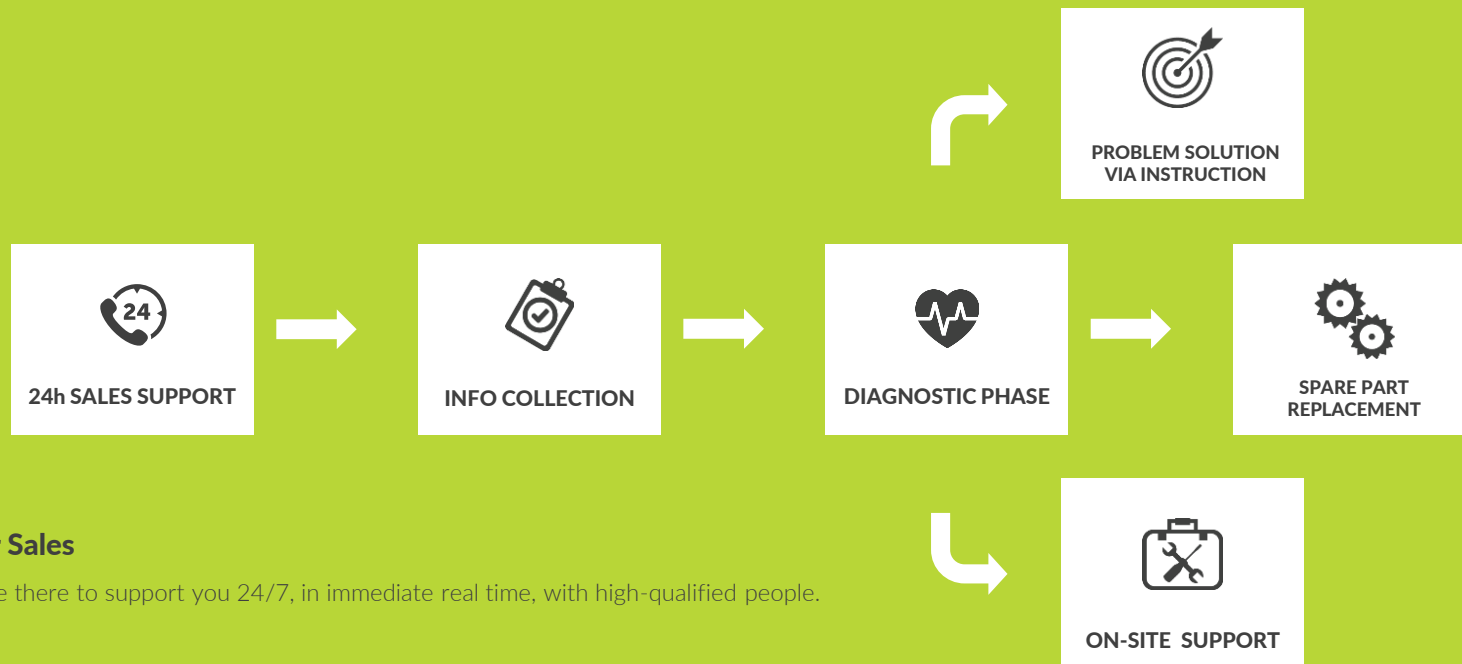 PROBLEM SOLUTION
VIA INSTRUCTION
24
24h SALES SUPPORT
INFO COLLECTION
DIAGNOSTIC PHASE
SPARE PART
REPLACEMENT
Sales
there to support you 24/7, in immediate real time, with high-qualified people.
ON-SITE SUPPORT